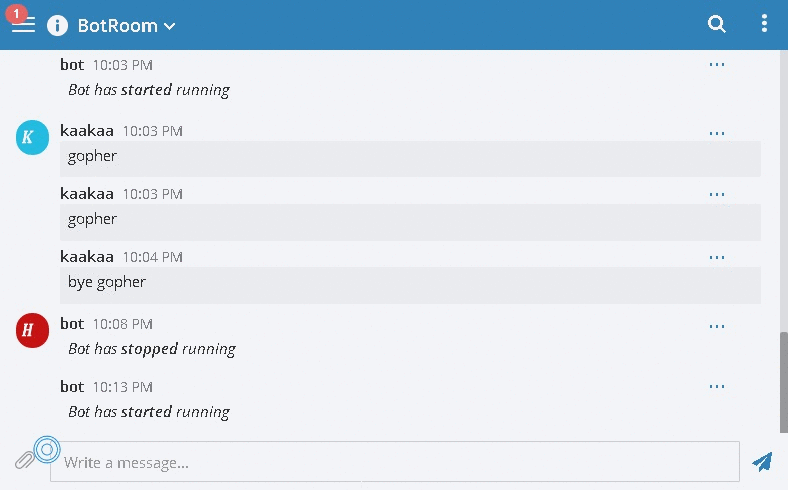 1
BotRoom
bot 10:03 PM
Bot has started running
K
kaakaa 10:03 PM
gopher
kaakaa 10:03 PM
gopher
kaakaa 10:04 PM
bye gopher
H
bot 10:08 PM
Bot has stopped running
bot 10:13 PM
Bot has started running
Write a message...